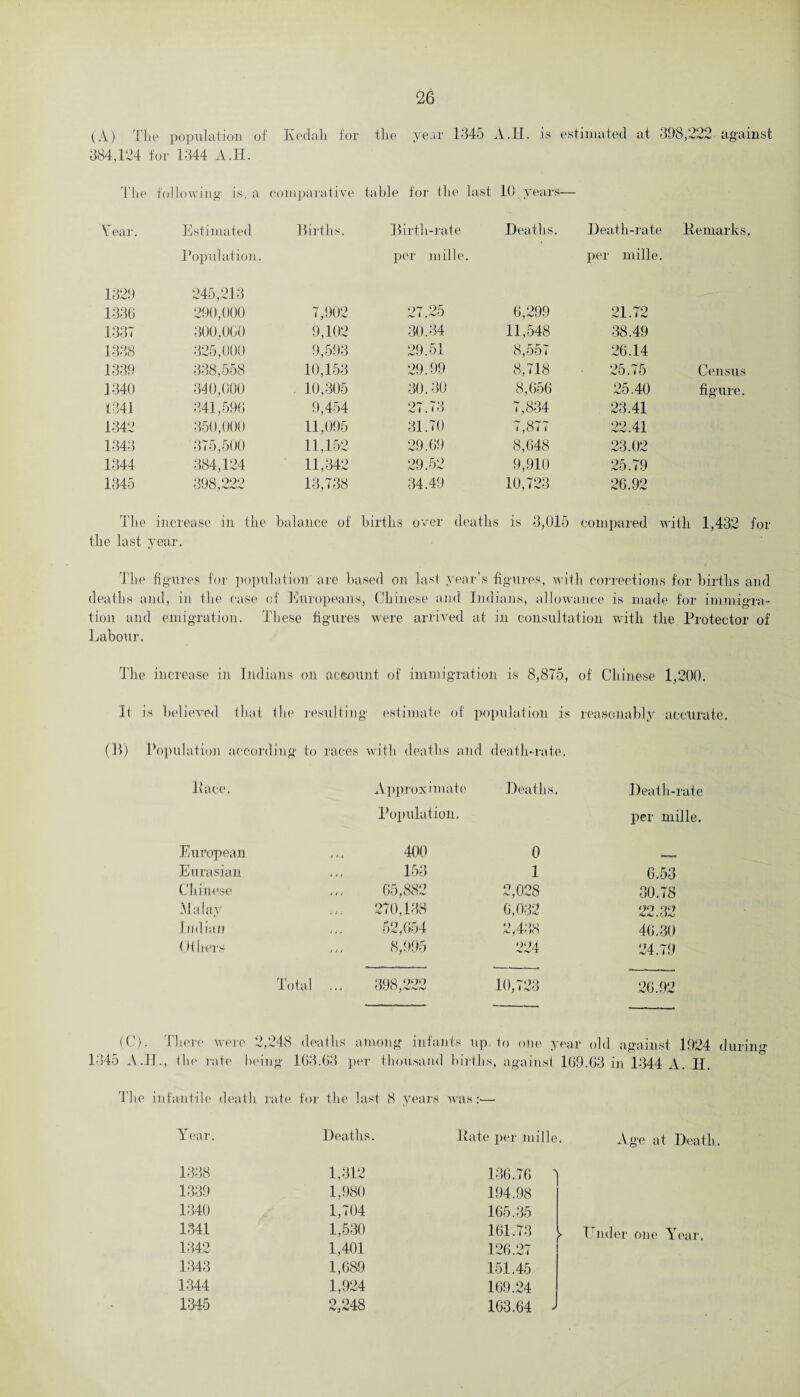 26
(A) The population of Kedah for the year 1345 A.H. is estimated at 398,222 against
384,124 for 1344 A.H.
The following is, a comparative table for the last 10 years—
Year. Estimated Births. Birth-rate Deaths. Death-rate Remarks.
Population. per mille. per mille.
1329 245,213
1336 290,000 7,902 27.25 6,299 21.72
1337 300,000 9,102 30.34 11,548 38.49
1338 325,000 9,593 29.51 8,557 26.14
1339 338,558 10,153 29.99 8,718 25.75 Census
1340 340,000 10,305 30.30 8,656 25.40 figure.
1341 341,596 9,454 27.73 7,834 23.41
1342 350,000 11,095 31.70 7,877 22.41
1343 375,500 11,152 29.69 8,648 23.02
1344 384,124 11,342 29.52 9,910 25.79
1345 398,222 13,738 34.49 10,723 26.92
The increase in the balance of births over deaths is 3,015 compared with 1,432 for
the last year.
The figures for population are based on last year's figures, with corrections for births and
deaths and, in the case of Europeans, Chinese and Indians, allowance is made for immigra-
tion and emigration. These figures were arrived at in consultation with the Protector of
Labour.
The increase in Indians on account of immigration is 8,875, of Chinese 1,200.
It is believed that the resulting estimate of population is reasonably accurate.
(B) Population according to races with deaths and death-rate.
Race. Approximate Deaths. Death-rate
Population. per mille.
European ... 400 0 —
Eurasian ... 153 1 6.53
Chinese ... 65,882 2,028 30.78
Malay ... 270,138 6,032 22.32
Indian ... 52,654 2,438 46.30
Others ... 8,995 224 24.79
Total ... 398,222 10,723 26.92
(C). There were 2,248 deaths among infants up to one year old against 1924 during
1345 A.H., the rate being 163.63 per thousand births, against 169.63 in 1344 A. H.
The infantile death rate for the last 8 years was:—
Year. Deaths. Rate per mille. Age at Death.
1338 1,312 136.76
1339 1,980 194.98
1340 1,704 165.35
1341 1,530 161.73 Under one Year.
1342 1,401 126.27
1343 1,689 151.45
1344 1,924 169.24
1345 2,248 163.64